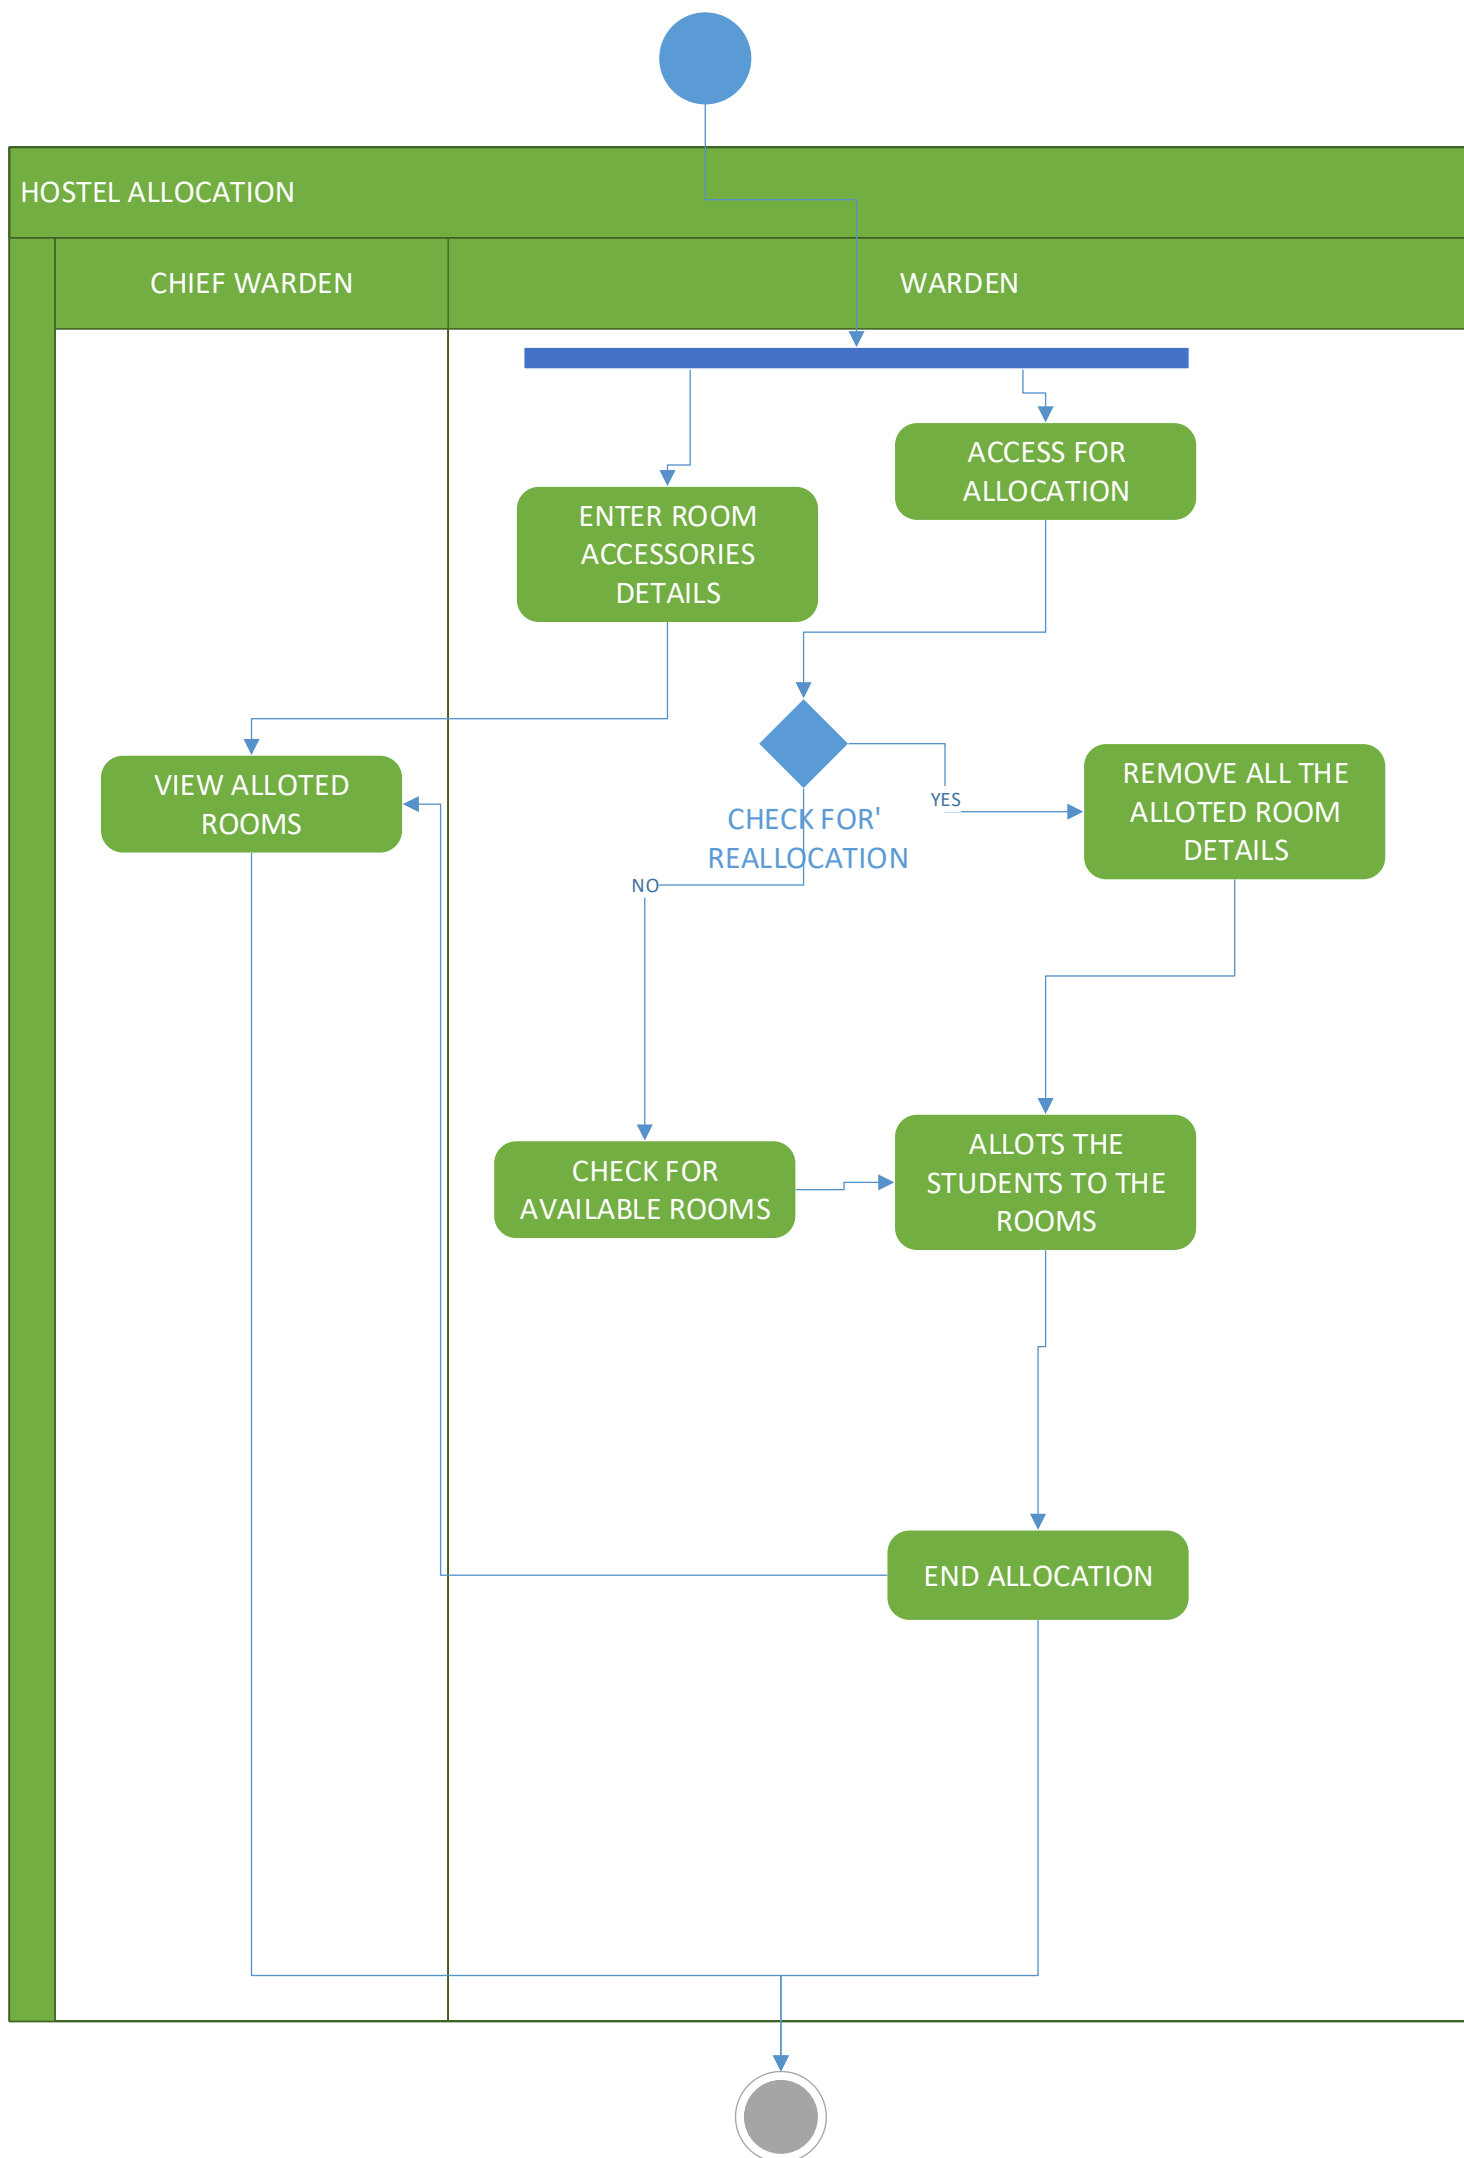 HOSTEL ALLOCATION
CHIEF WARDEN
WARDEN
ACCESS FOR
ALLOCATION
ENTER ROOM
ACCESSORIES
DETAILS
VIEW ALLOTED
ROOMS
CHECK FOR'
REALLOCATION
YES
REMOVE ALL THE
ALLOTED ROOM
DETAILS
NO
CHECK FOR
AVAILABLE ROOMS
ALLOTS THE
STUDENTS TO THE
ROOMS
END ALLOCATION